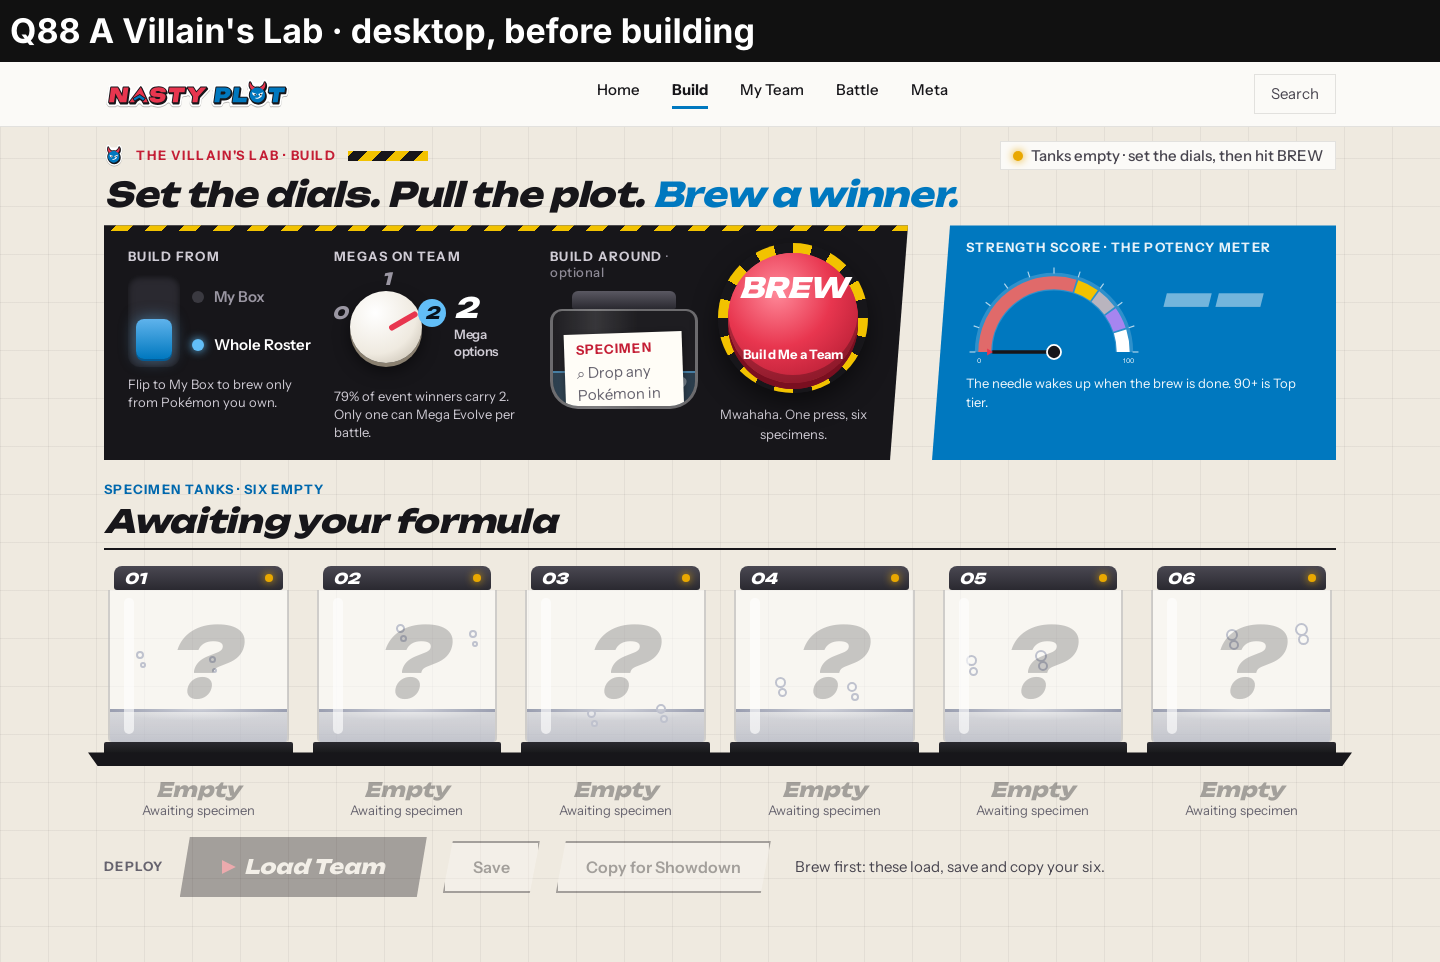 Q88 A Villain's Lab · desktop, before building
NASTY PLOT
Home
Build
My Team
Battle
Meta
Search
THE VILLAIN'S LAB · BUILD
Tanks empty · set the dials, then hit BREW
Set the dials. Pull the plot. Brew a winner.
BUILD FROM
My Box
Whole Roster
Flip to My Box to brew only
from Pokémon you own.
MEGAS ON TEAM
0
1
2
2
Mega
options
79% of event winners carry 2.
Only one can Mega Evolve per
battle.
BUILD AROUND ·
optional
SPECIMEN
⌕ Drop any
Pokémon in
BREW
Build Me a Team
Mwahaha. One press, six
specimens.
STRENGTH SCORE · THE POTENCY METER
0
100
The needle wakes up when the brew is done. 90+ is Top
tier.
SPECIMEN TANKS · SIX EMPTY
Awaiting your formula
01
02
03
04
05
06
?
?
?
?
?
?
Empty
Awaiting specimen
Empty
Awaiting specimen
Empty
Awaiting specimen
Empty
Awaiting specimen
Empty
Awaiting specimen
Empty
Awaiting specimen
DEPLOY
▶ Load Team
Save
Copy for Showdown
Brew first: these load, save and copy your six.